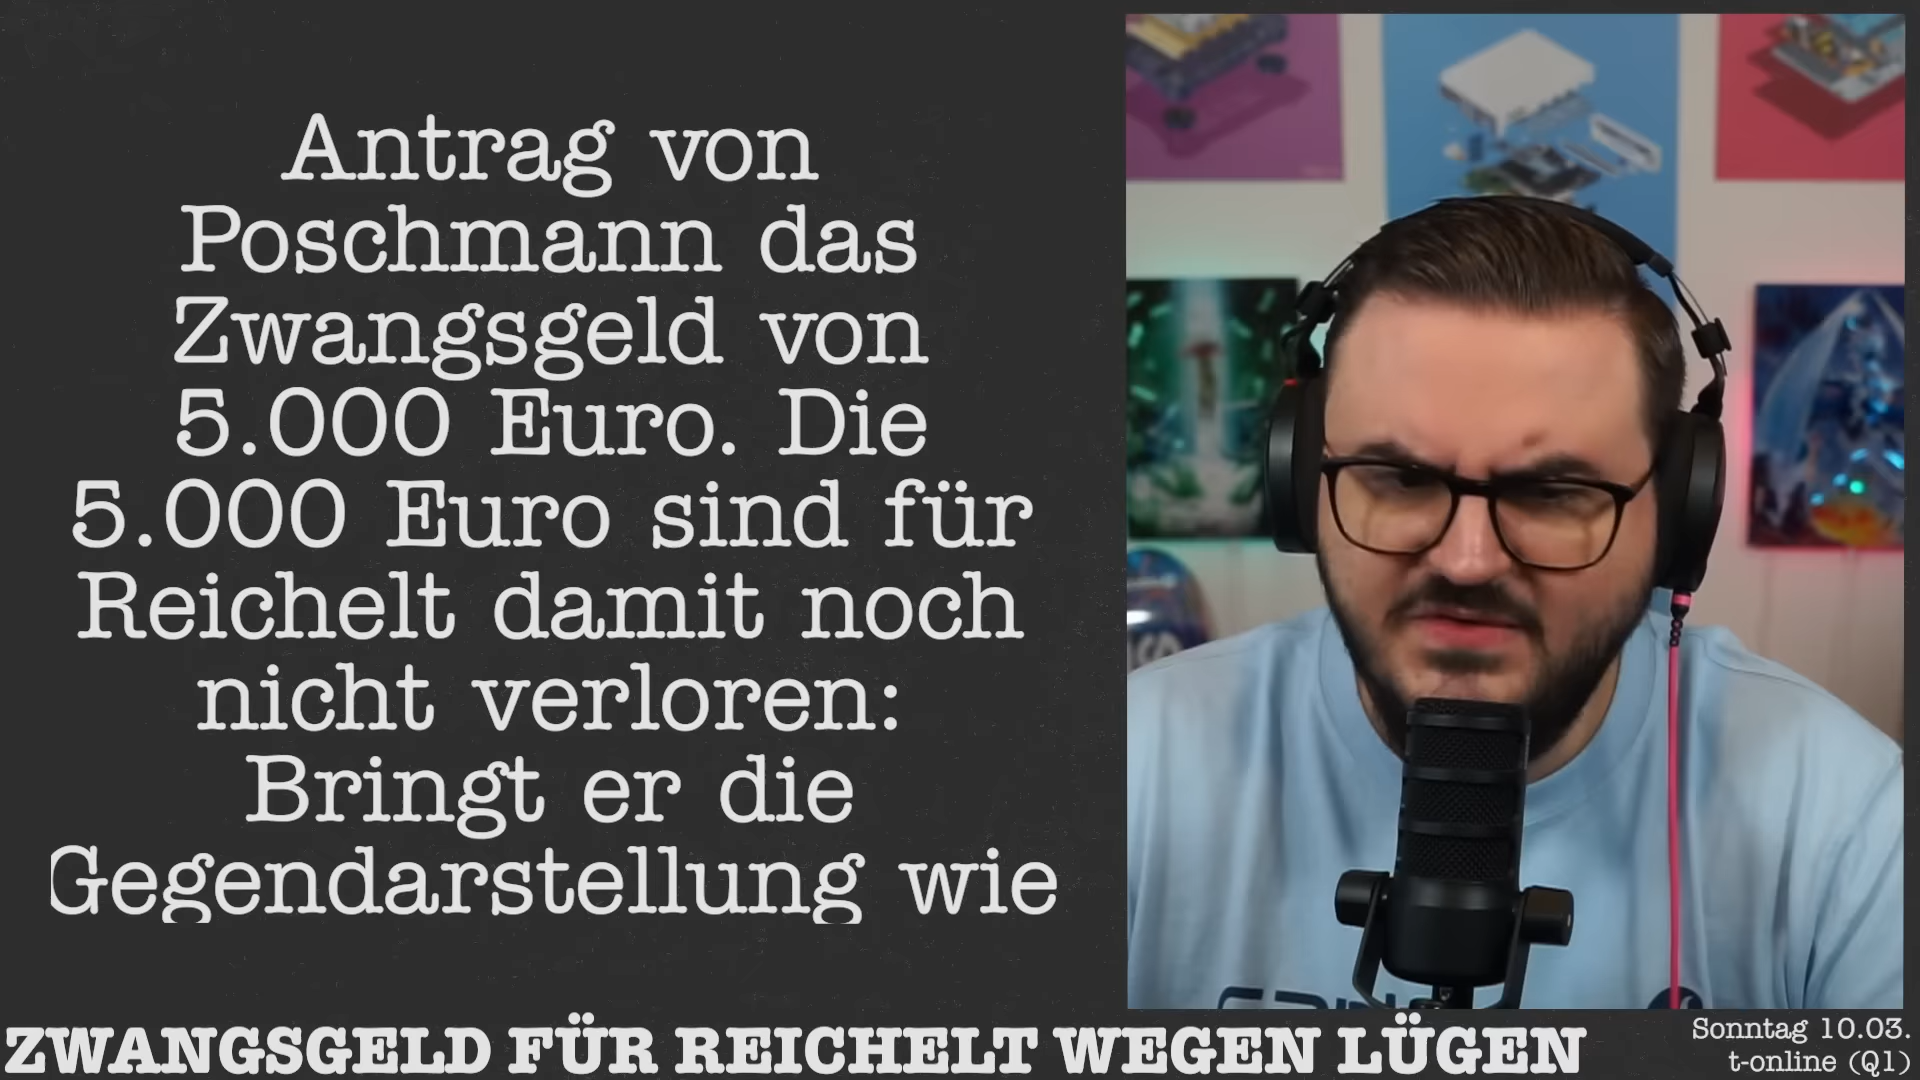 Antrag von
Poschmann das
Zwangsgeld von
5.000 Euro. Die
5.000 Euro sind für
Reichelt damit noch
nicht verloren:
Bringt er die
Gegendarstellung wie
ZWANGSGELD FÜR REICHELT WEGEN LÜGEN
Sonntag 10.03.
t-online (Q1)